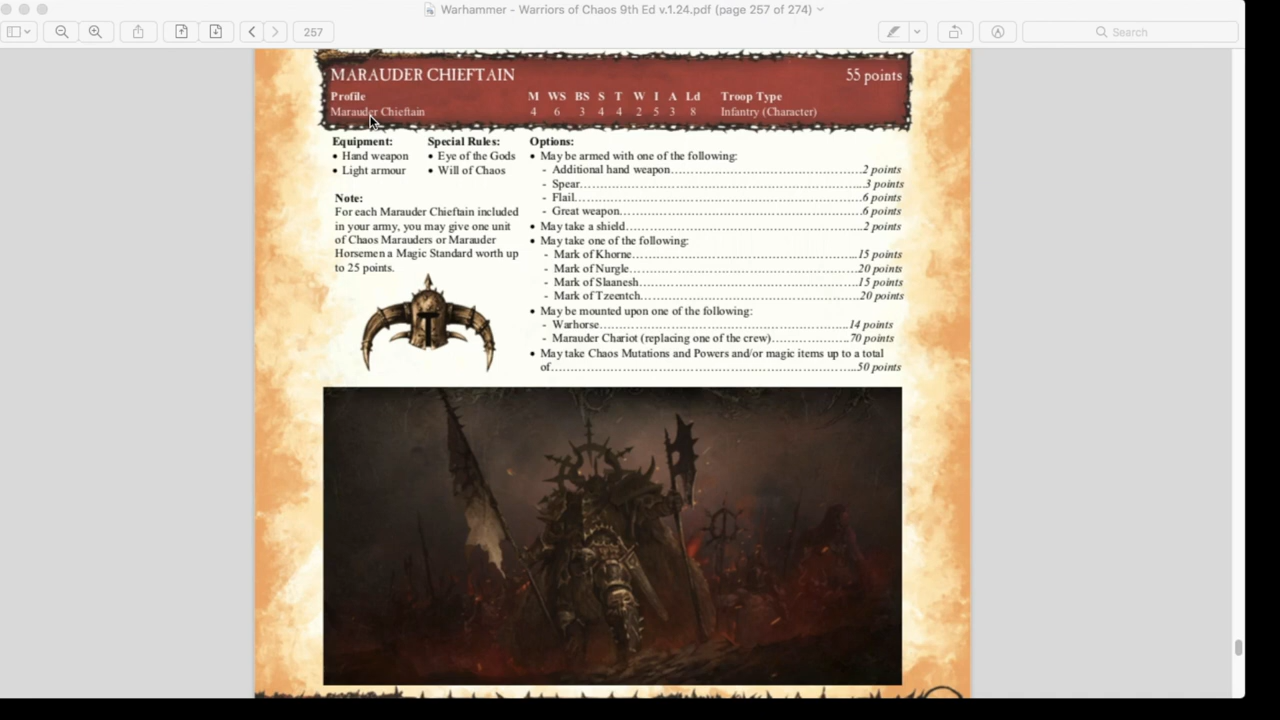 Warhammer - Warriors of Chaos 9th Ed v.1.24.pdf (page 257 of 274)
257
Search
MARAUDER CHIEFTAIN 55 points
Profile M WS BS S T W I A Ld Troop Type
Marauder Chieftain 4 6 3 4 4 2 5 3 8 Infantry (Character)
Equipment:
• Hand weapon
• Light armour
Special Rules:
• Eye of the Gods
• Will of Chaos
Note:
For each Marauder Chieftain included
in your army, you may give one unit
of Chaos Marauders or Marauder
Horsemen a Magic Standard worth up
to 25 points.
Options:
• May be armed with one of the following:
- Additional hand weapon.......................................2 points
- Spear.............................................................3 points
- Flail..............................................................6 points
- Great weapon...................................................6 points
• May take a shield................................................2 points
• May take one of the following:
- Mark of Khorne................................................15 points
- Mark of Nurgle.................................................20 points
- Mark of Slaanesh..............................................15 points
- Mark of Tzeentch..............................................20 points
• May be mounted upon one of the following:
- Warhorse.......................................................14 points
- Marauder Chariot (replacing one of the crew)................70 points
• May take Chaos Mutations and Powers and/or magic items up to a total
of..................................................................50 points